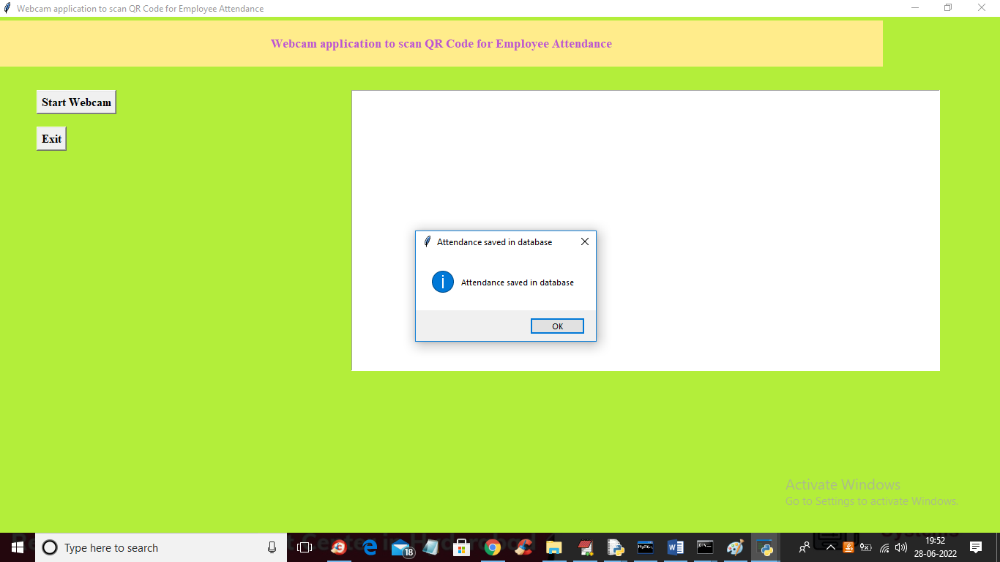 Webcam application to scan QR Code for Employee Attendance
Webcam application to scan QR Code for Employee Attendance
Start Webcam
Exit
Attendance saved in database
Attendance saved in database
OK
Activate Windows
Go to Settings to activate Windows.
Type here to search
18
MySQL
19:52
28-06-2022